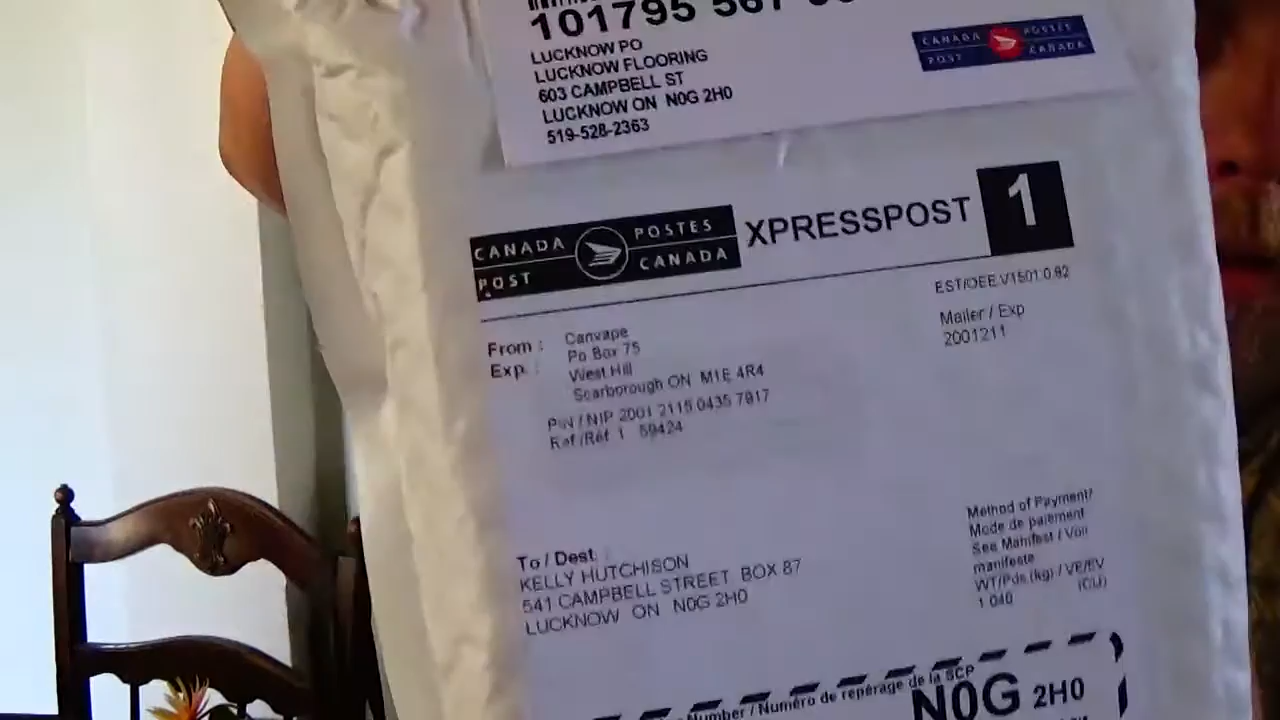 101795 567
LUCKNOW PO
LUCKNOW FLOORING
603 CAMPBELL ST
LUCKNOW ON N0G 2H0
519-528-2363
CANADA POST
POSTES CANADA
CANADA POST
POSTES CANADA
XPRESSPOST 1
EST/OEE V1501.0.92
Mailer / Exp
2001211
From :
Exp :
Canvape
Po Box 75
West Hill
Scarborough ON M1E 4R4
PIN / NIP 2001 2115 0435 7917
Ref /Réf 1 59424
Method of Payment/
Mode de paiement
See Manifest / Voir
manifeste
WT/Pds (kg) / VE/EV
(CU)
1 040
To / Dest :
KELLY HUTCHISON
541 CAMPBELL STREET BOX 87
LUCKNOW ON N0G 2H0
Number / Numéro de repérage de la SCP
N0G 2H0